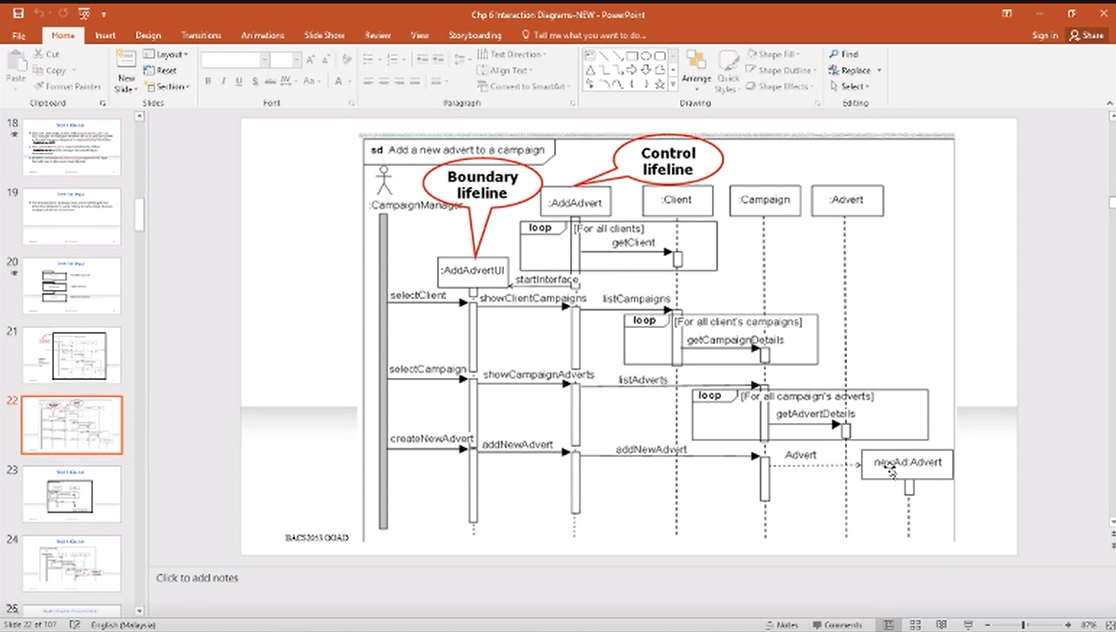 Chp 6 Interaction Diagrams-NEW - PowerPoint
File Home Insert Design Transitions Animations Slide Show Review View Storyboarding Tell me what you want to do... Sign in Share
Paste
Cut
Copy
Format Painter
Clipboard
New Slide
Layout
Reset
Section
Slides
B I U S abc AV Aa A
Font
Text Direction
Align Text
Convert to SmartArt
Paragraph
Arrange
Quick Styles
Shape Fill
Shape Outline
Shape Effects
Drawing
Find
Replace
Select
Editing
18
19
20
21
22
23
24
25
sd Add a new advert to a campaign
Boundary lifeline
Control lifeline
:CampaignManager
:AddAdvert
:Client
:Campaign
:Advert
loop [For all clients]
getClient
:AddAdvertUI
startInterface
selectClient
showClientCampaigns
listCampaigns
loop [For all client's campaigns]
getCampaignDetails
selectCampaign
showCampaignAdverts
listAdverts
loop [For all campaign's adverts]
getAdvertDetails
createNewAdvert
addNewAdvert
addNewAdvert
Advert
newAd:Advert
BACS2053 OOAD
Click to add notes
Slide 22 of 107 English (Malaysia) Notes Comments 87%